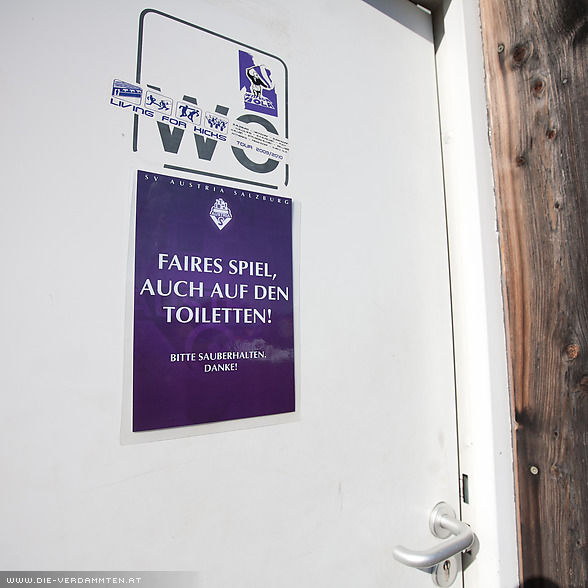 WC
LIVING FOR KICKS
TOUR 2009/2010
SV AUSTRIA SALZBURG
FAIRES SPIEL,
AUCH AUF DEN
TOILETTEN!
BITTE SAUBERHALTEN.
DANKE!
WWW.DIE-VERDAMMTEN.AT